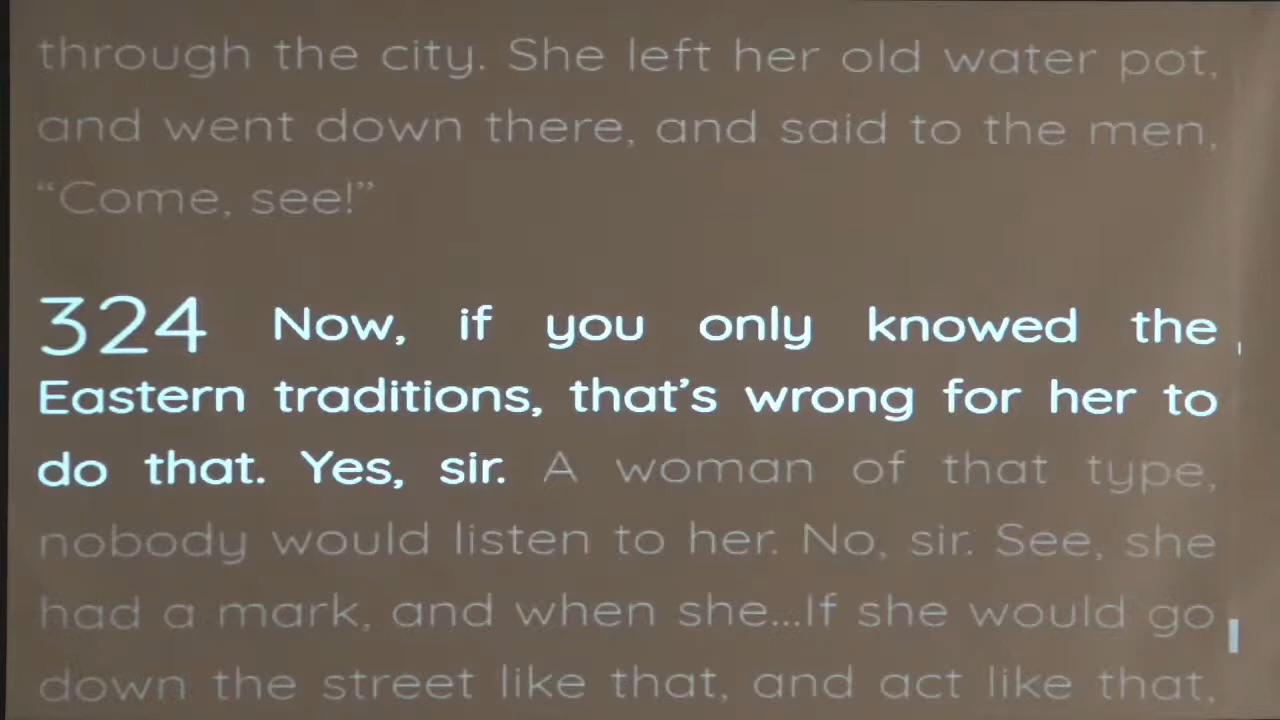 through the city. She left her old water pot,
and went down there, and said to the men,
“Come, see!”
324 Now, if you only knowed the
Eastern traditions, that’s wrong for her to
do that. Yes, sir. A woman of that type,
nobody would listen to her. No, sir. See, she
had a mark, and when she...If she would go
down the street like that, and act like that,